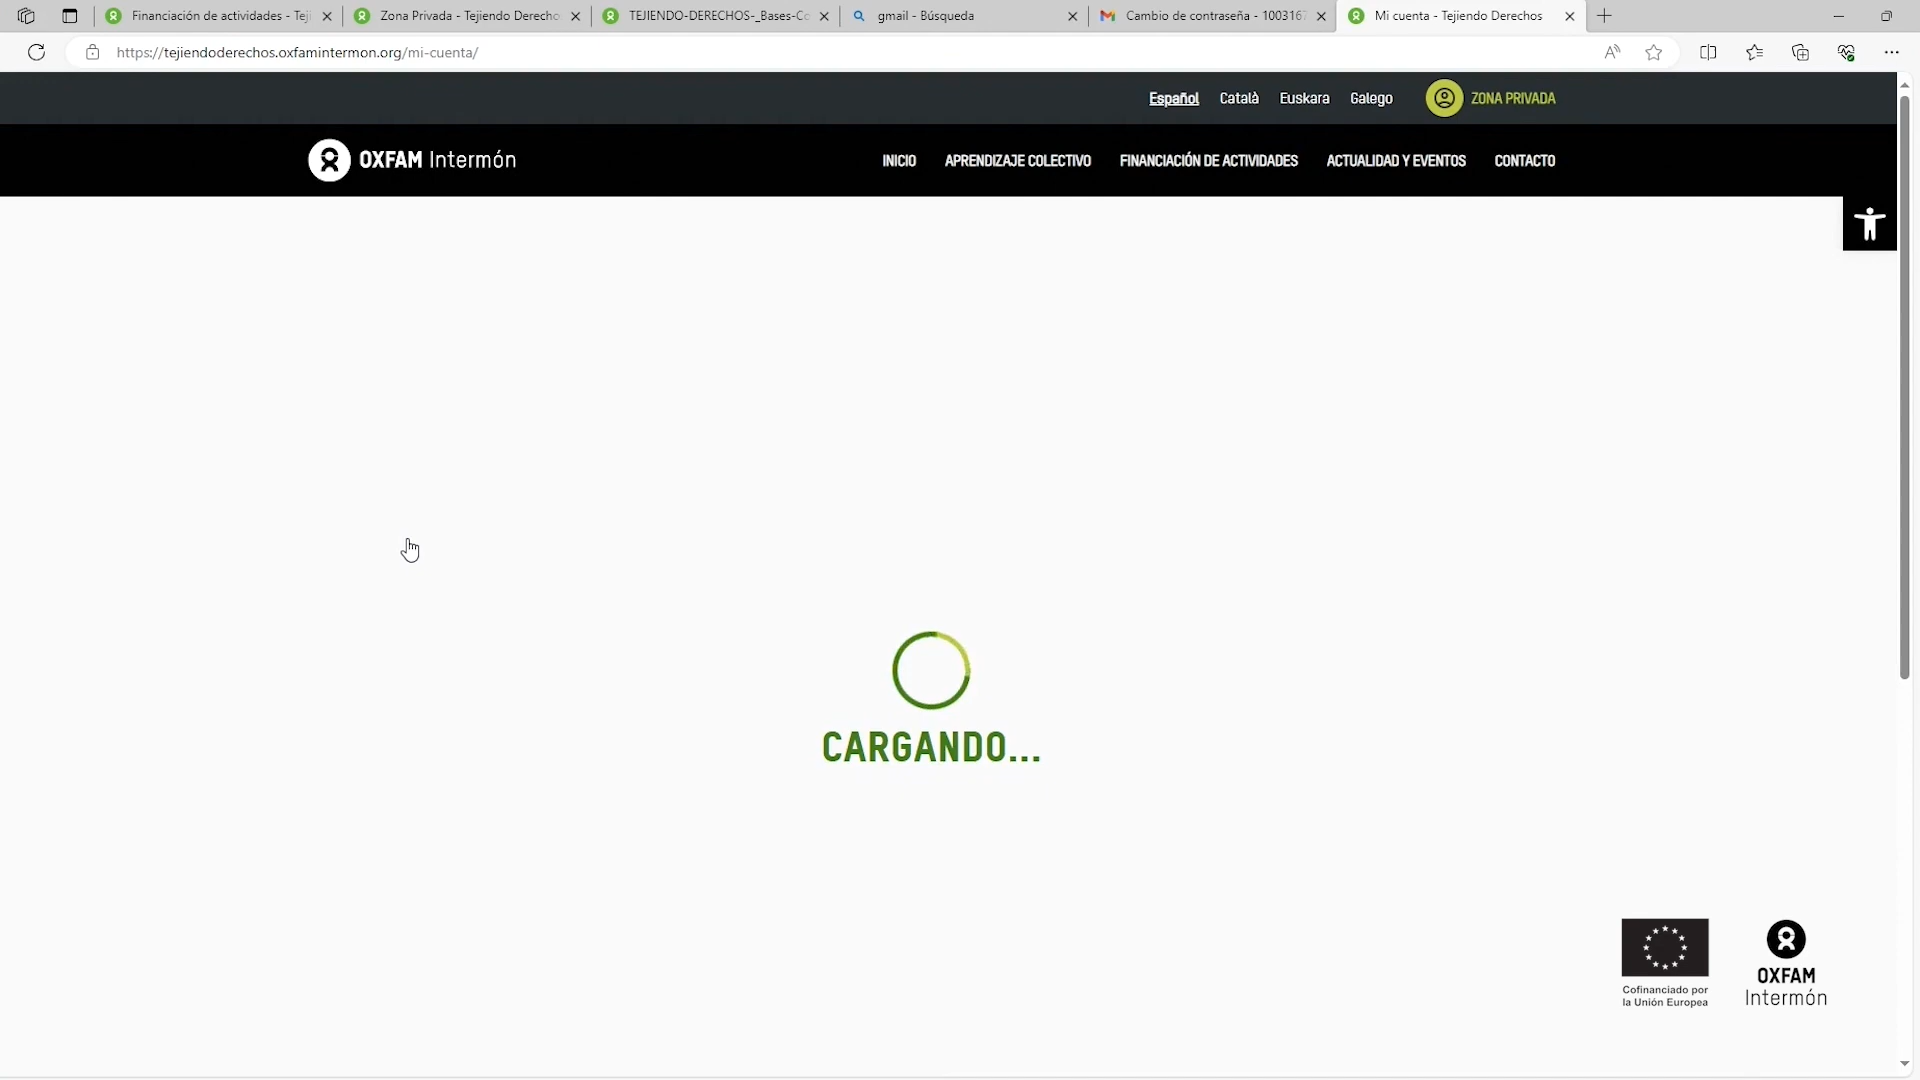 Financiación de actividades - Tej
Zona Privada - Tejiendo Derecho
TEJIENDO-DERECHOS-_Bases-Co
gmail - Búsqueda
Cambio de contraseña - 1003167
Mi cuenta - Tejiendo Derechos
https://tejiendoderechos.oxfamintermon.org/mi-cuenta/
Español
Català
Euskara
Galego
ZONA PRIVADA
OXFAM Intermón
INICIO
APRENDIZAJE COLECTIVO
FINANCIACIÓN DE ACTIVIDADES
ACTUALIDAD Y EVENTOS
CONTACTO
CARGANDO...
Cofinanciado por
la Unión Europea
OXFAM
Intermón